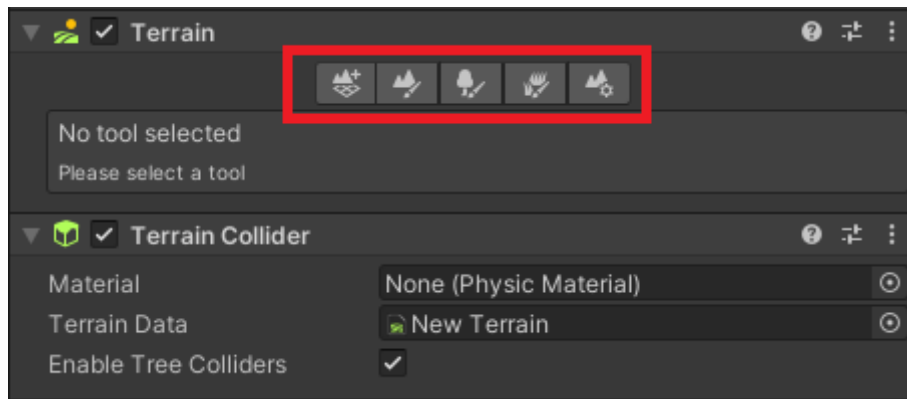 Terrain
No tool selected
Please select a tool
Terrain Collider
Material None (Physic Material)
Terrain Data New Terrain
Enable Tree Colliders